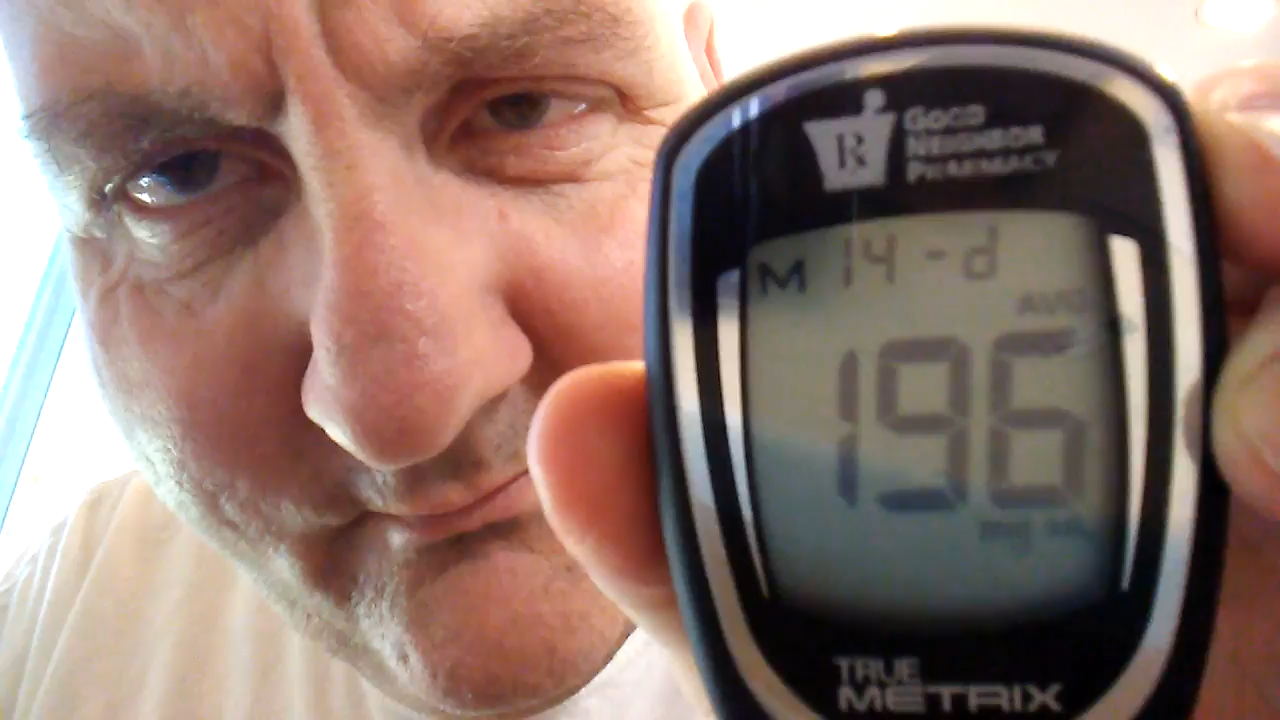 R
GOOD
NEIGHBOR
PHARMACY
M 14-d
AVG
196
mg/dL
TRUE
METRIX